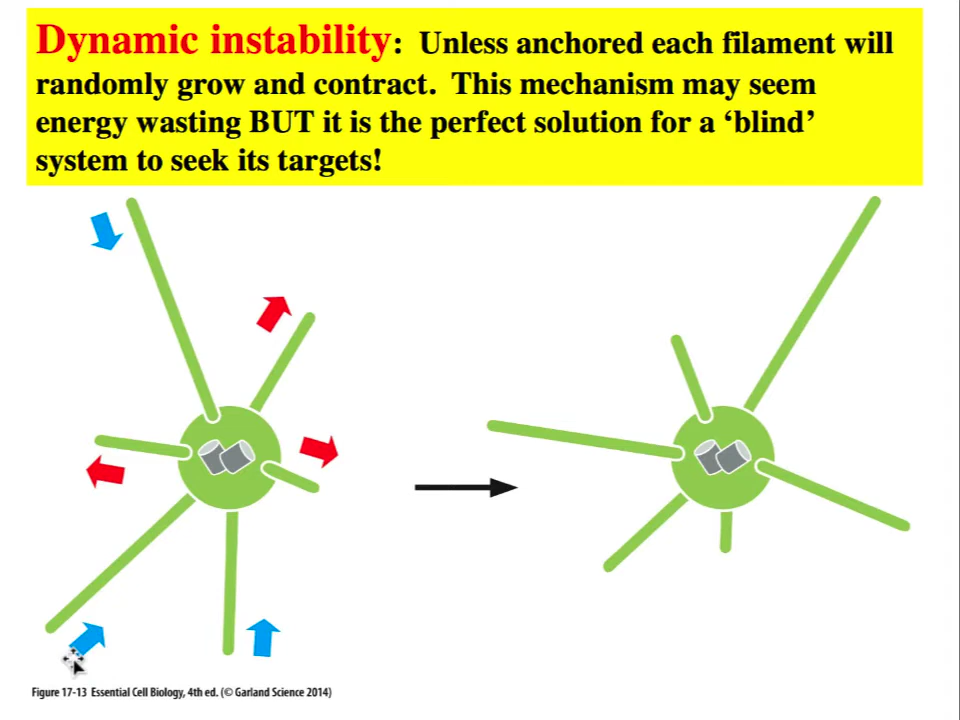 Dynamic instability:  Unless anchored each filament will
randomly grow and contract.  This mechanism may seem
energy wasting BUT it is the perfect solution for a ‘blind’
system to seek its targets!
Figure 17-13  Essential Cell Biology, 4th ed. (© Garland Science 2014)